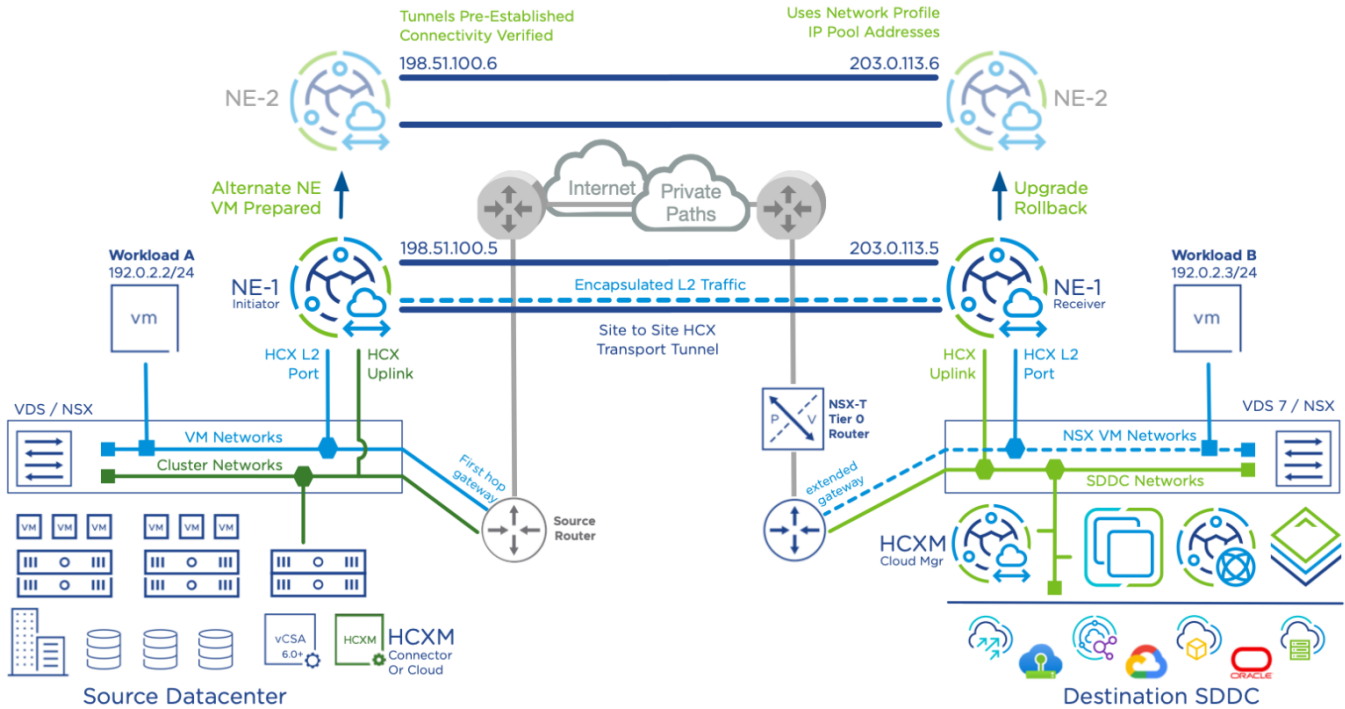 Tunnels Pre-Established
Connectivity Verified
Uses Network Profile
IP Pool Addresses
198.51.100.6
203.0.113.6
NE-2
NE-2
Alternate NE
VM Prepared
Internet
Private
Paths
Upgrade
Rollback
198.51.100.5
203.0.113.5
Workload A
192.0.2.2/24
vm
NE-1
Initiator
Encapsulated L2 Traffic
Site to Site HCX
Transport Tunnel
NE-1
Receiver
Workload B
192.0.2.3/24
vm
HCX L2
Port
HCX
Uplink
HCX
Uplink
HCX L2
Port
VDS / NSX
VM Networks
Cluster Networks
First hop
gateway
P
V
NSX-T
Tier 0
Router
VDS 7 / NSX
NSX VM Networks
SDDC Networks
extended
gateway
Source
Router
VM
VM
VM
VM
VM
VM
HCXM
Cloud Mgr
vCSA
6.0+
HCXM
HCXM
Connector
Or Cloud
ORACLE
Source Datacenter
Destination SDDC